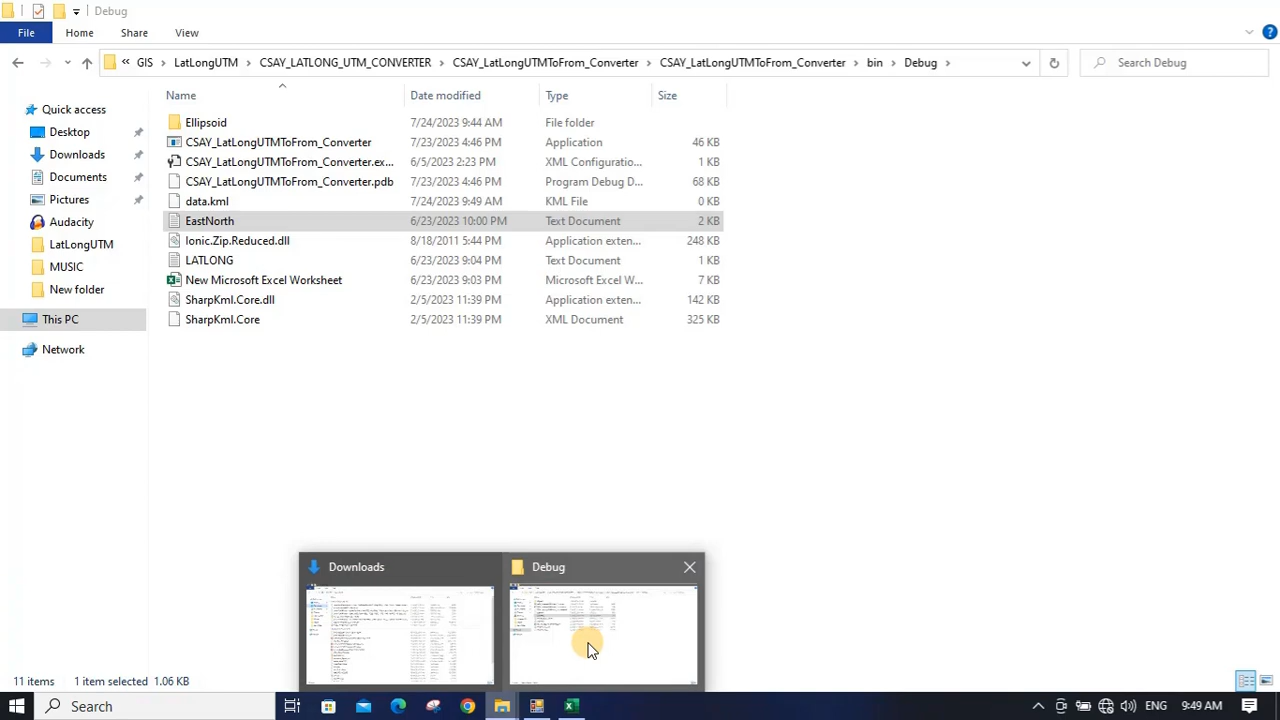 Debug
File Home Share View
« GIS > LatLongUTM > CSAY_LATLONG_UTM_CONVERTER > CSAY_LatLongUTMToFrom_Converter > CSAY_LatLongUTMToFrom_Converter > bin > Debug >
Search Debug
Name Date modified Type Size
Quick access
Desktop
Downloads
Documents
Pictures
Audacity
LatLongUTM
MUSIC
New folder
This PC
Network
Ellipsoid 7/24/2023 9:44 AM File folder
CSAY_LatLongUTMToFrom_Converter 7/23/2023 4:46 PM Application 46 KB
CSAY_LatLongUTMToFrom_Converter.ex... 6/5/2023 2:23 PM XML Configuratio... 1 KB
CSAY_LatLongUTMToFrom_Converter.pdb 7/23/2023 4:46 PM Program Debug D... 68 KB
data.kml 7/24/2023 9:49 AM KML File 0 KB
EastNorth 6/23/2023 10:00 PM Text Document 2 KB
Ionic.Zip.Reduced.dll 8/18/2011 5:44 PM Application exten... 248 KB
LATLONG 6/23/2023 9:04 PM Text Document 1 KB
New Microsoft Excel Worksheet 6/23/2023 9:03 PM Microsoft Excel W... 7 KB
SharpKml.Core.dll 2/5/2023 11:39 PM Application exten... 142 KB
SharpKml.Core 2/5/2023 11:39 PM XML Document 325 KB
Downloads
Debug
11 items 1 item selected 1.06 KB
Search
ENG 9:49 AM